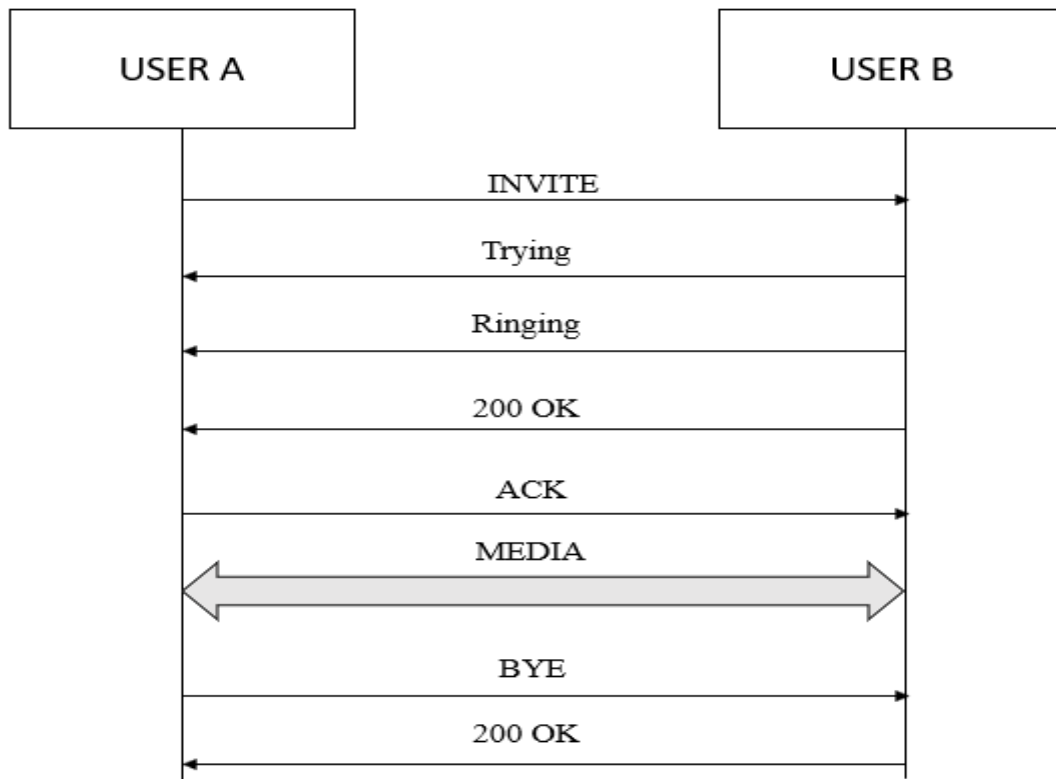 USER A
USER B
INVITE
Trying
Ringing
200 OK
ACK
MEDIA
BYE
200 OK